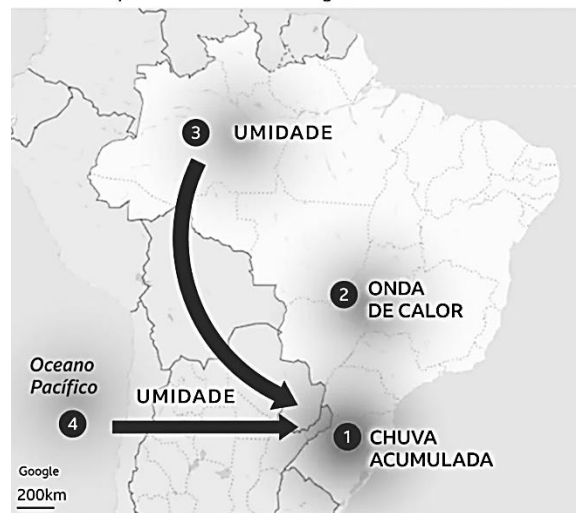 3 UMIDADE
2 ONDA
DE CALOR
Oceano
Pacífico
UMIDADE
4
1 CHUVA
ACUMULADA
Google
200km